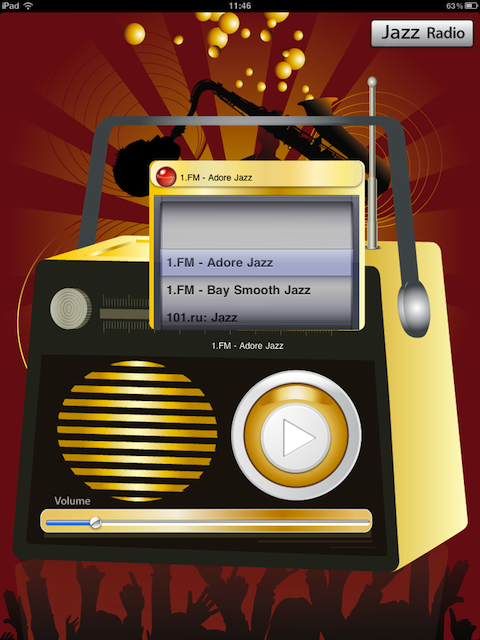 iPad 11:46 63%
Jazz Radio
1.FM - Adore Jazz
1.FM - Adore Jazz
1.FM - Bay Smooth Jazz
101.ru: Jazz
1.FM - Adore Jazz
Volume